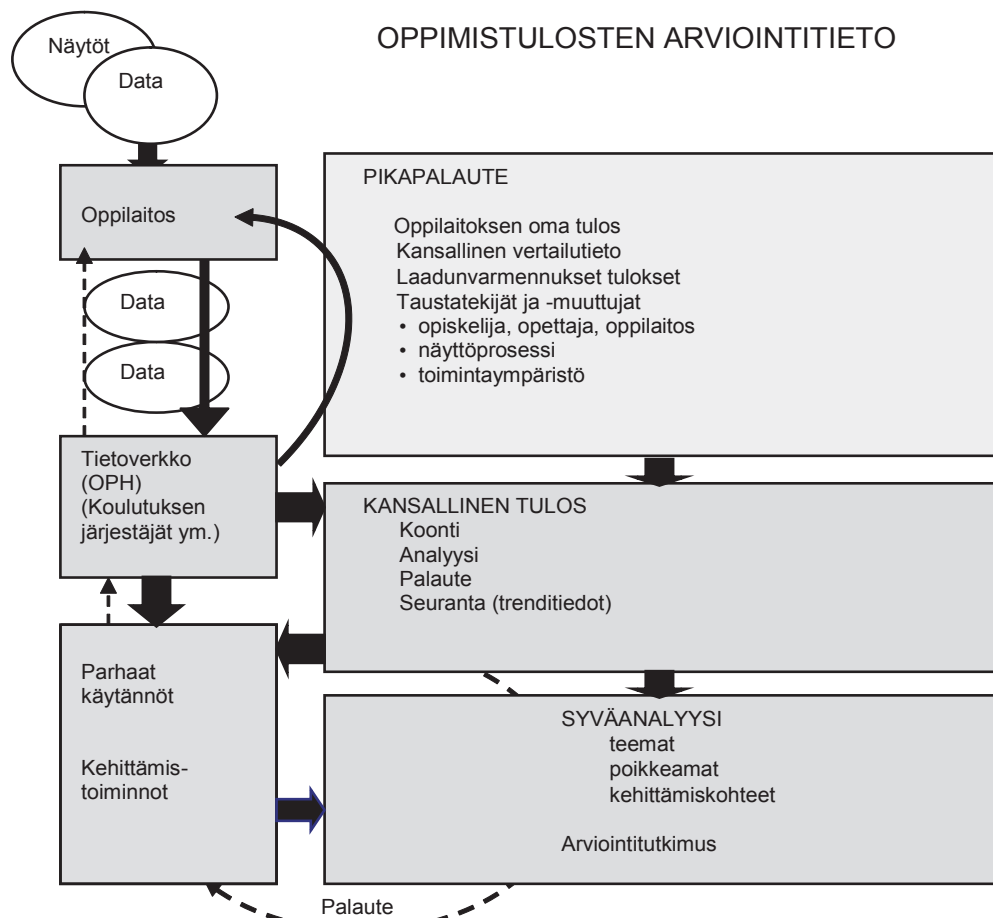 OPPIMISTULOSTEN ARVIOINTITIETO
Näytöt
Data
Oppilaitos
Data
Data
Tietoverkko
(OPH)
(Koulutuksen
järjestäjät ym.)
Parhaat
käytännöt
Kehittämis-
toiminnot
PIKAPALAUTE
Oppilaitoksen oma tulos
Kansallinen vertailutieto
Laadunvarmennukset tulokset
Taustatekijät ja -muuttujat
• opiskelija, opettaja, oppilaitos
• näyttöprosessi
• toimintaympäristö
KANSALLINEN TULOS
Koonti
Analyysi
Palaute
Seuranta (trenditiedot)
SYVÄANALYYSI
teemat
poikkeamat
kehittämiskohteet
Arviointitutkimus
Palaute